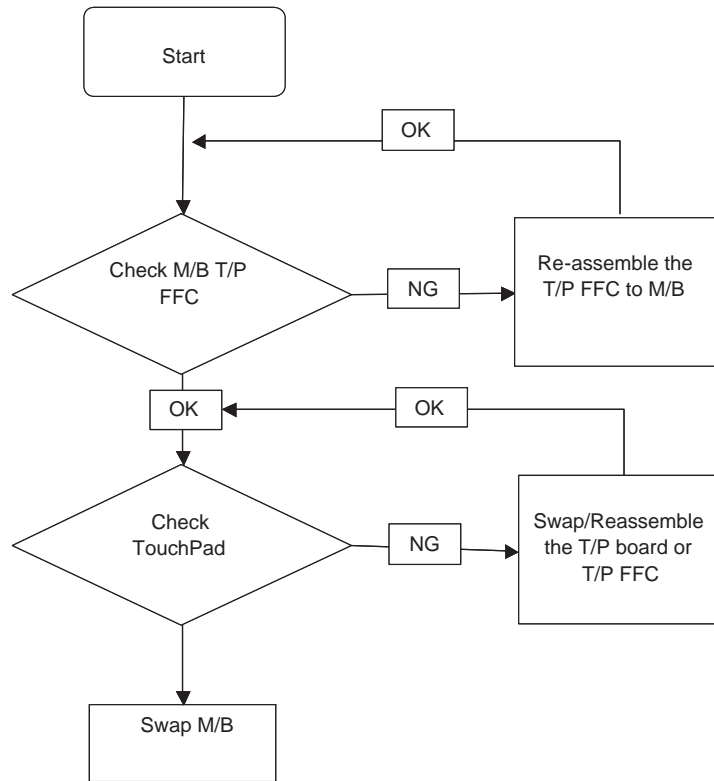 Start
OK
Check M/B T/P
FFC
NG
Re-assemble the
T/P FFC to M/B
OK
OK
Check
TouchPad
NG
Swap/Reassemble
the T/P board or
T/P FFC
Swap M/B